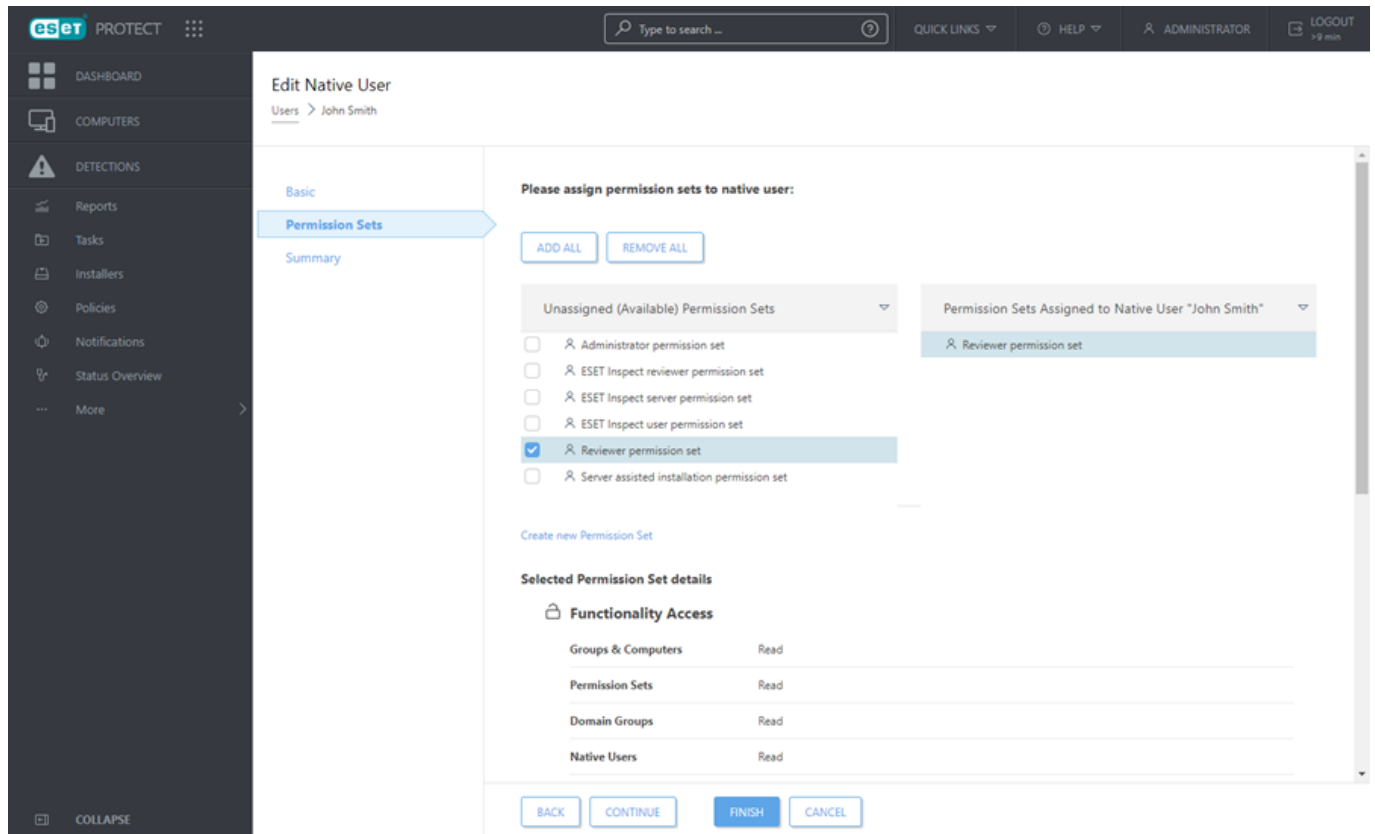 eset PROTECT
Type to search ...
QUICK LINKS
HELP
ADMINISTRATOR
LOGOUT
>9 min
DASHBOARD
COMPUTERS
DETECTIONS
Reports
Tasks
Installers
Policies
Notifications
Status Overview
More
COLLAPSE
Edit Native User
Users > John Smith
Basic
Permission Sets
Summary
Please assign permission sets to native user:
ADD ALL
REMOVE ALL
Unassigned (Available) Permission Sets
Administrator permission set
ESET Inspect reviewer permission set
ESET Inspect server permission set
ESET Inspect user permission set
Reviewer permission set
Server assisted installation permission set
Permission Sets Assigned to Native User "John Smith"
Reviewer permission set
Create new Permission Set
Selected Permission Set details
Functionality Access
Groups & Computers Read
Permission Sets Read
Domain Groups Read
Native Users Read
BACK
CONTINUE
FINISH
CANCEL